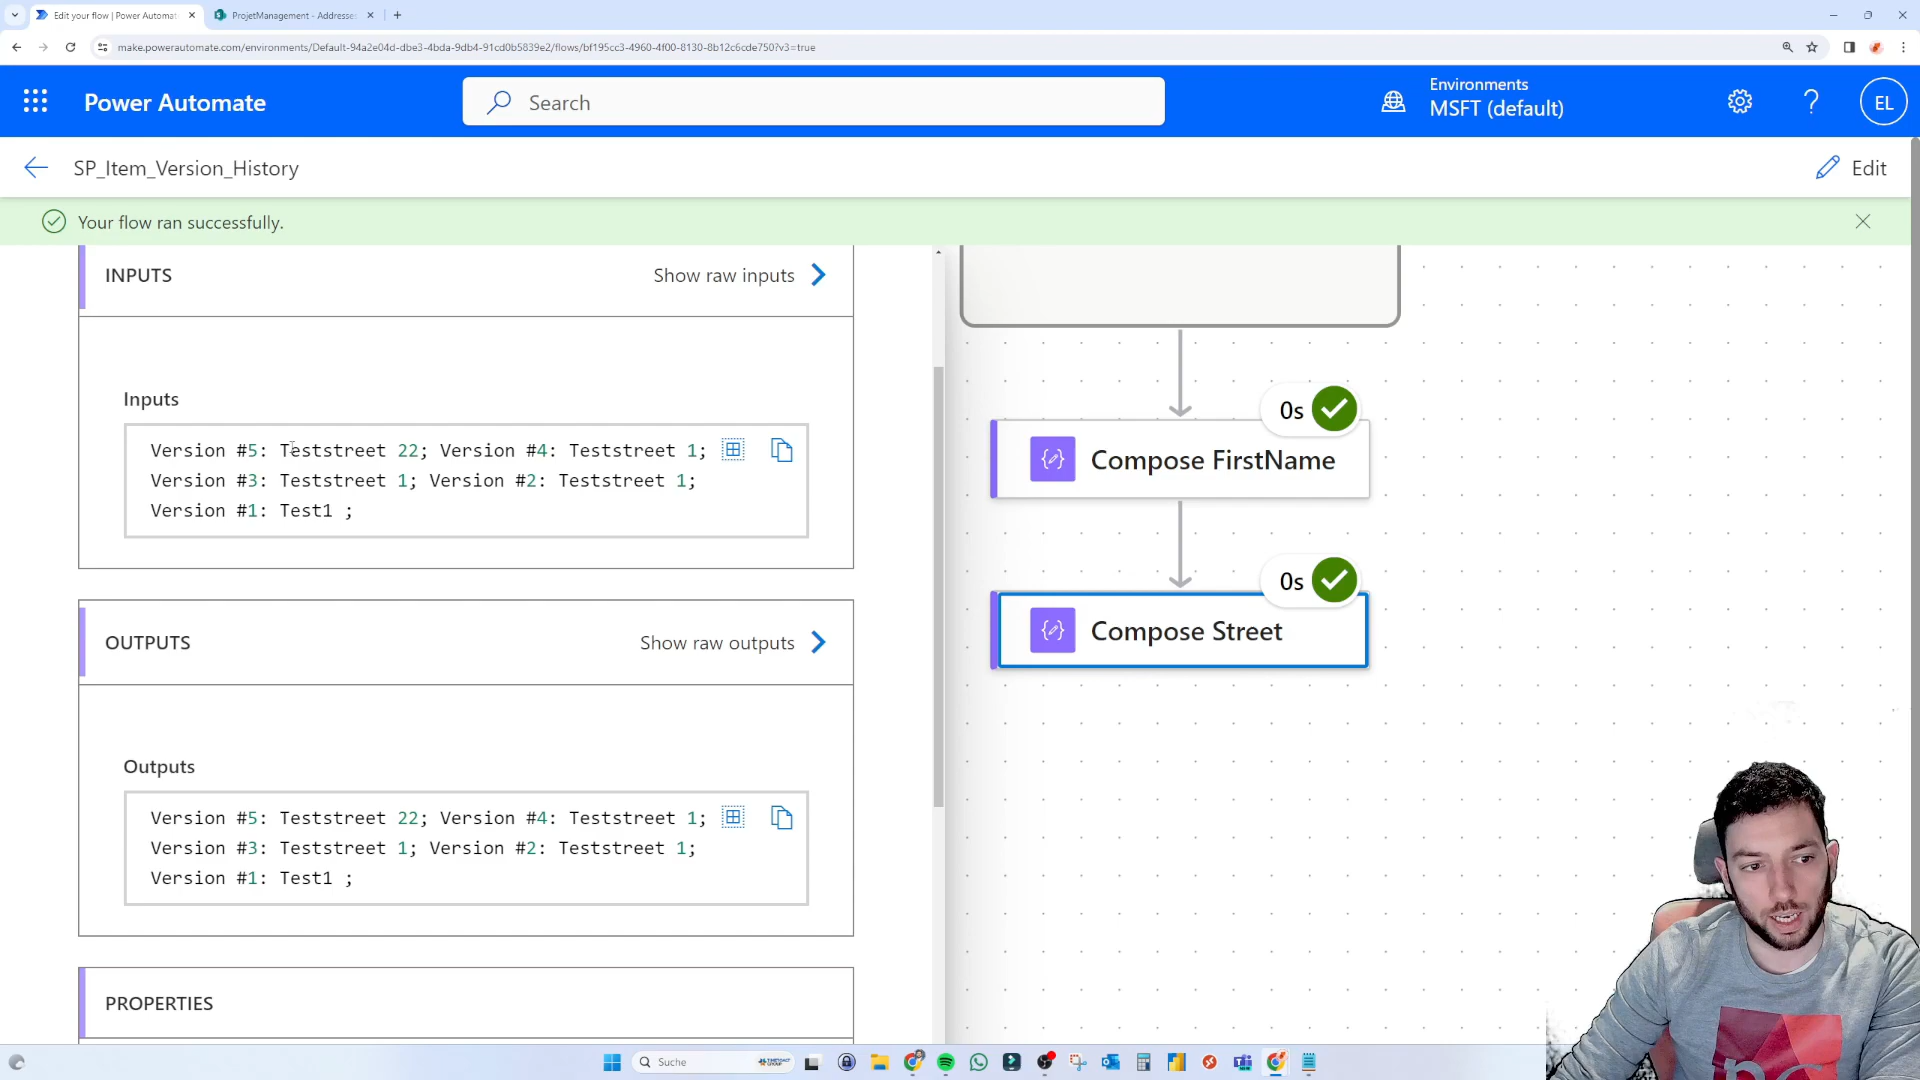 Edit your flow | Power Automat
ProjetManagement - Addresse
make.powerautomate.com/environments/Default-94a2e04d-dbe3-4bda-9db4-91cd0b5839e2/flows/bf195cc3-4960-4f00-8130-8b12c6cde750?v3=true
Power Automate
Search
Environments
MSFT (default)
?
EL
SP_Item_Version_History
Edit
Your flow ran successfully.
INPUTS
Show raw inputs
Inputs
Version #5: Teststreet 22; Version #4: Teststreet 1;
Version #3: Teststreet 1; Version #2: Teststreet 1;
Version #1: Test1 ;
OUTPUTS
Show raw outputs
Outputs
Version #5: Teststreet 22; Version #4: Teststreet 1;
Version #3: Teststreet 1; Version #2: Teststreet 1;
Version #1: Test1 ;
PROPERTIES
0s
Compose FirstName
0s
Compose Street
Suche